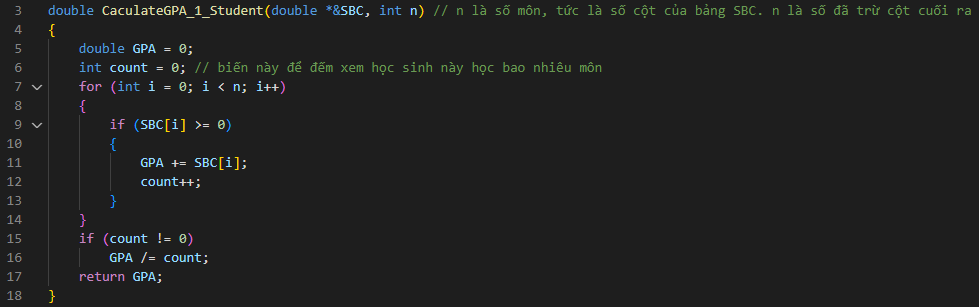 3 double CaculateGPA_1_Student(double *&SBC, int n) // n là số môn, tức là số cột của bảng SBC. n là số đã trừ cột cuối ra
4 {
5     double GPA = 0;
6     int count = 0; // biến này để đếm xem học sinh này học bao nhiêu môn
7     for (int i = 0; i < n; i++)
8     {
9         if (SBC[i] >= 0)
10         {
11             GPA += SBC[i];
12             count++;
13         }
14     }
15     if (count != 0)
16         GPA /= count;
17     return GPA;
18 }